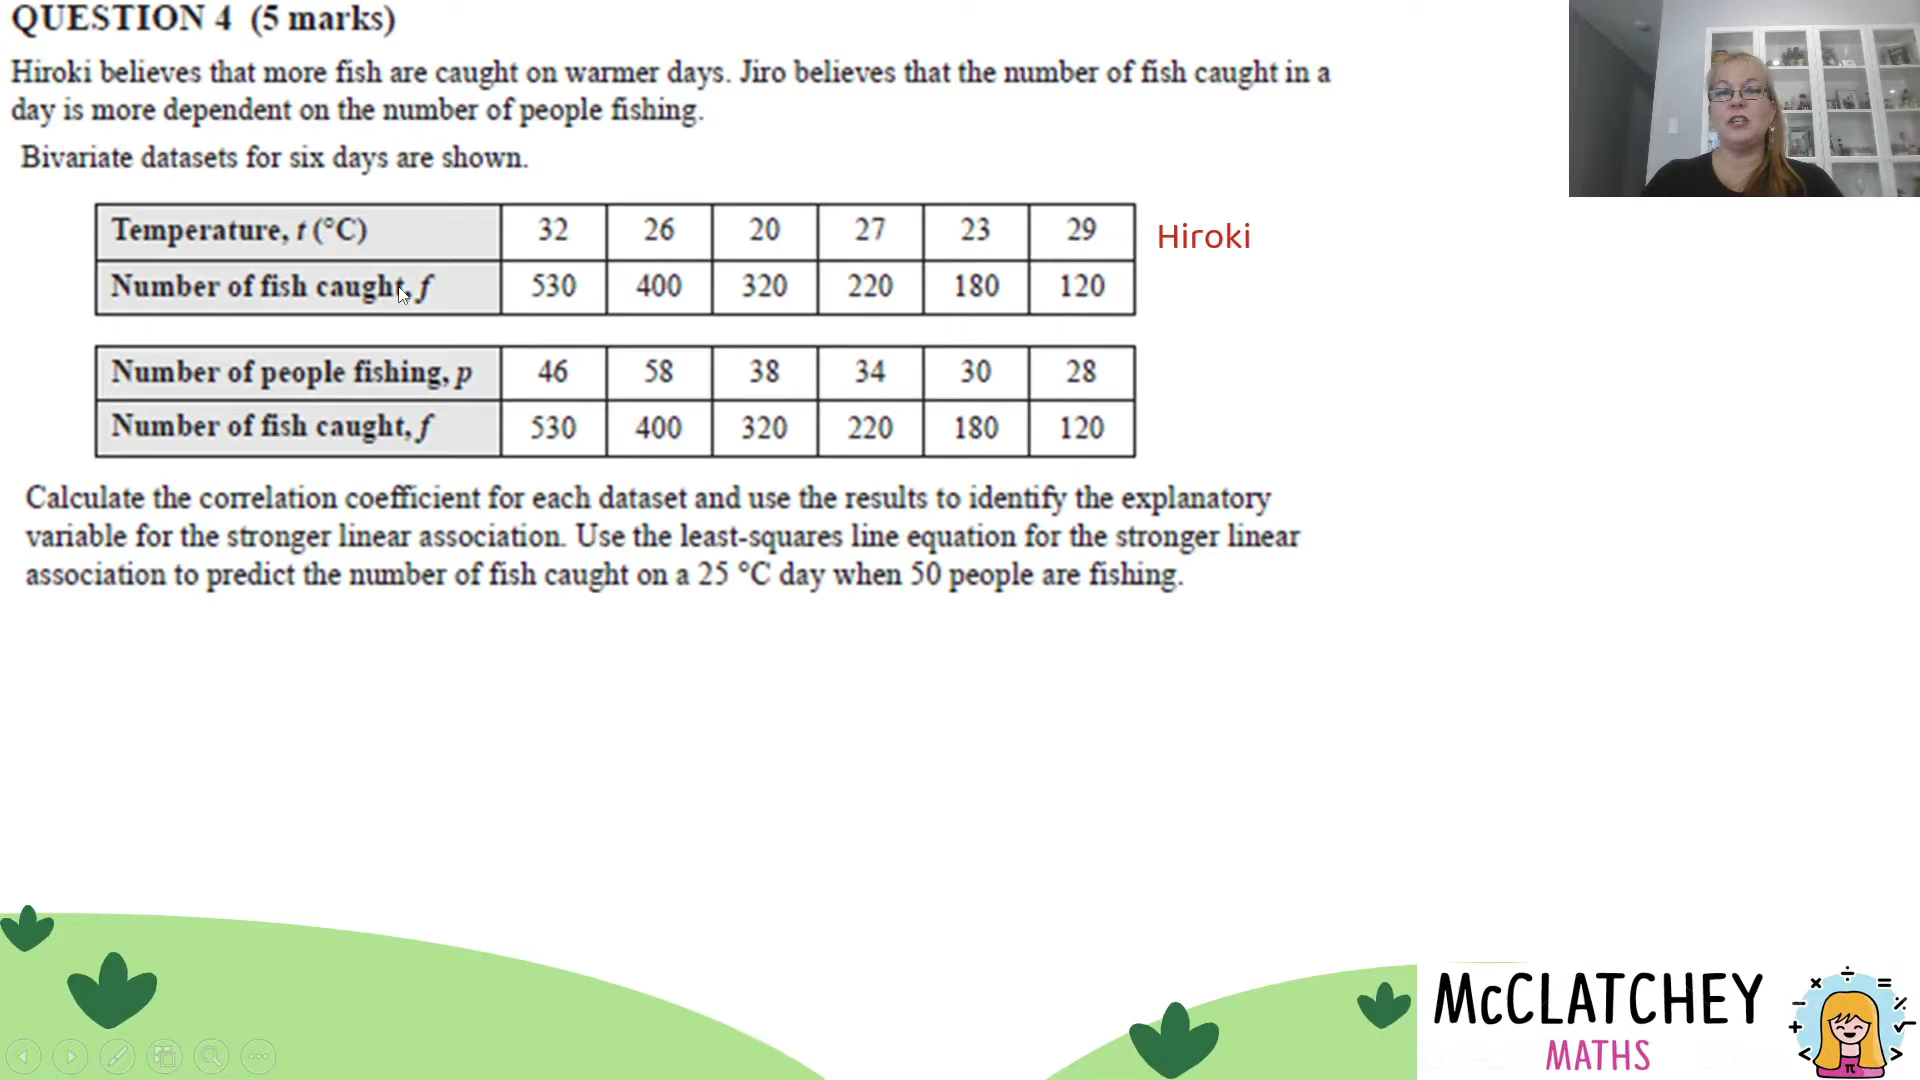 QUESTION 4 (5 marks)
Hiroki believes that more fish are caught on warmer days. Jiro believes that the number of fish caught in a
day is more dependent on the number of people fishing.
Bivariate datasets for six days are shown.
Temperature, t (°C) 32 26 20 27 23 29 Hiroki
Number of fish caught, f 530 400 320 220 180 120
Number of people fishing, p 46 58 38 34 30 28
Number of fish caught, f 530 400 320 220 180 120
Calculate the correlation coefficient for each dataset and use the results to identify the explanatory
variable for the stronger linear association. Use the least-squares line equation for the stronger linear
association to predict the number of fish caught on a 25 °C day when 50 people are fishing.
McCLATCHEY
MATHS